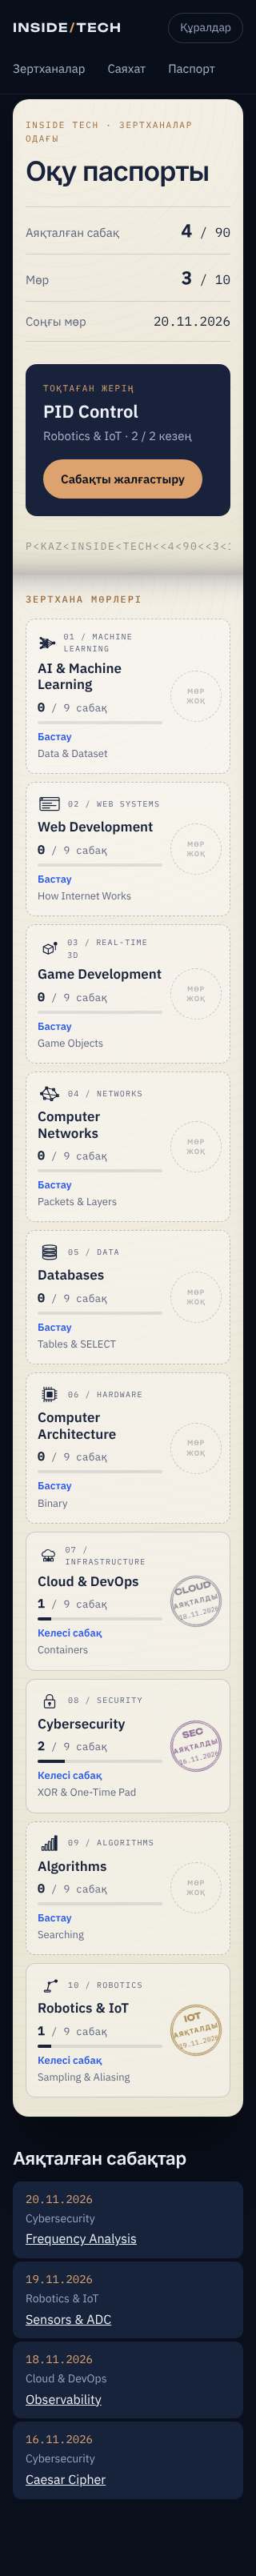 INSIDE/TECH
Құралдар
Зертханалар
Саяхат
Паспорт
INSIDE TECH · ЗЕРТХАНАЛАР
ОДАҒЫ
Оқу паспорты
Аяқталған сабақ
4 / 90
Мөр
3 / 10
Соңғы мөр
20.11.2026
ТОҚТАҒАН ЖЕРІҢ
PID Control
Robotics & IoT · 2 / 2 кезең
Сабақты жалғастыру
P<KAZ<INSIDE<TECH<<4<90<<3<
ЗЕРТХАНА МӨРЛЕРІ
01 / MACHINE
LEARNING
AI & Machine
Learning
0 / 9 сабақ
Бастау
Data & Dataset
МӨР
ЖОҚ
02 / WEB SYSTEMS
Web Development
0 / 9 сабақ
Бастау
How Internet Works
МӨР
ЖОҚ
03 / REAL-TIME
3D
Game Development
0 / 9 сабақ
Бастау
Game Objects
МӨР
ЖОҚ
04 / NETWORKS
Computer
Networks
0 / 9 сабақ
Бастау
Packets & Layers
МӨР
ЖОҚ
05 / DATA
Databases
0 / 9 сабақ
Бастау
Tables & SELECT
МӨР
ЖОҚ
06 / HARDWARE
Computer
Architecture
0 / 9 сабақ
Бастау
Binary
МӨР
ЖОҚ
07 /
INFRASTRUCTURE
Cloud & DevOps
1 / 9 сабақ
Келесі сабақ
Containers
CLOUD
АЯҚТАЛДЫ
18.11.2026
08 / SECURITY
Cybersecurity
2 / 9 сабақ
Келесі сабақ
XOR & One-Time Pad
SEC
АЯҚТАЛДЫ
16.11.2026
09 / ALGORITHMS
Algorithms
0 / 9 сабақ
Бастау
Searching
МӨР
ЖОҚ
10 / ROBOTICS
Robotics & IoT
1 / 9 сабақ
Келесі сабақ
Sampling & Aliasing
IOT
АЯҚТАЛДЫ
19.11.2026
Аяқталған сабақтар
20.11.2026
Cybersecurity
Frequency Analysis
19.11.2026
Robotics & IoT
Sensors & ADC
18.11.2026
Cloud & DevOps
Observability
16.11.2026
Cybersecurity
Caesar Cipher